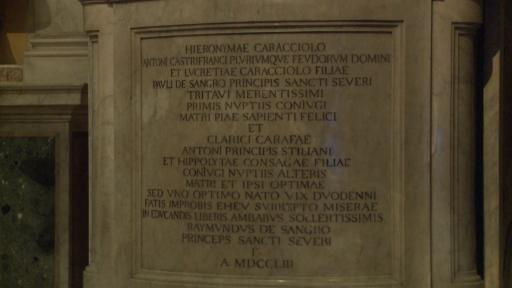 HIERONYMAE CARACCIOLO
ANTONI CASTRIFRANCI PLVRIVMQVE FEVDORVM DOMINI
ET LVCRETIAE CARACCIOLO FILIAE
PAVLI DE SANGRO PRINCIPIS SANCTI SEVERI
TRITAVI MERENTISSIMI
PRIMIS NVPTIIS CONIVGI
MATRI PIAE SAPIENTI FELICI
ET
CLARICI CARAFAE
ANTONI PRINCIPIS STILIANI
ET HIPPOLYTAE CONSAGAE FILIAE
CONIVGI NVPTIIS ALTERIS
MATRI ET IPSI OPTIMAE
SED VNO OPTIMO NATO VIX DVODENNI
FATIS IMPROBIS EHEV SVRREPTO MISERAE
IN EDVCANDIS LIBERIS AMBABVS SOLLERTISSIMIS
RAYMVNDVS DE SANGRO
PRINCEPS SANCTI SEVERI
P
A MDCCLIII